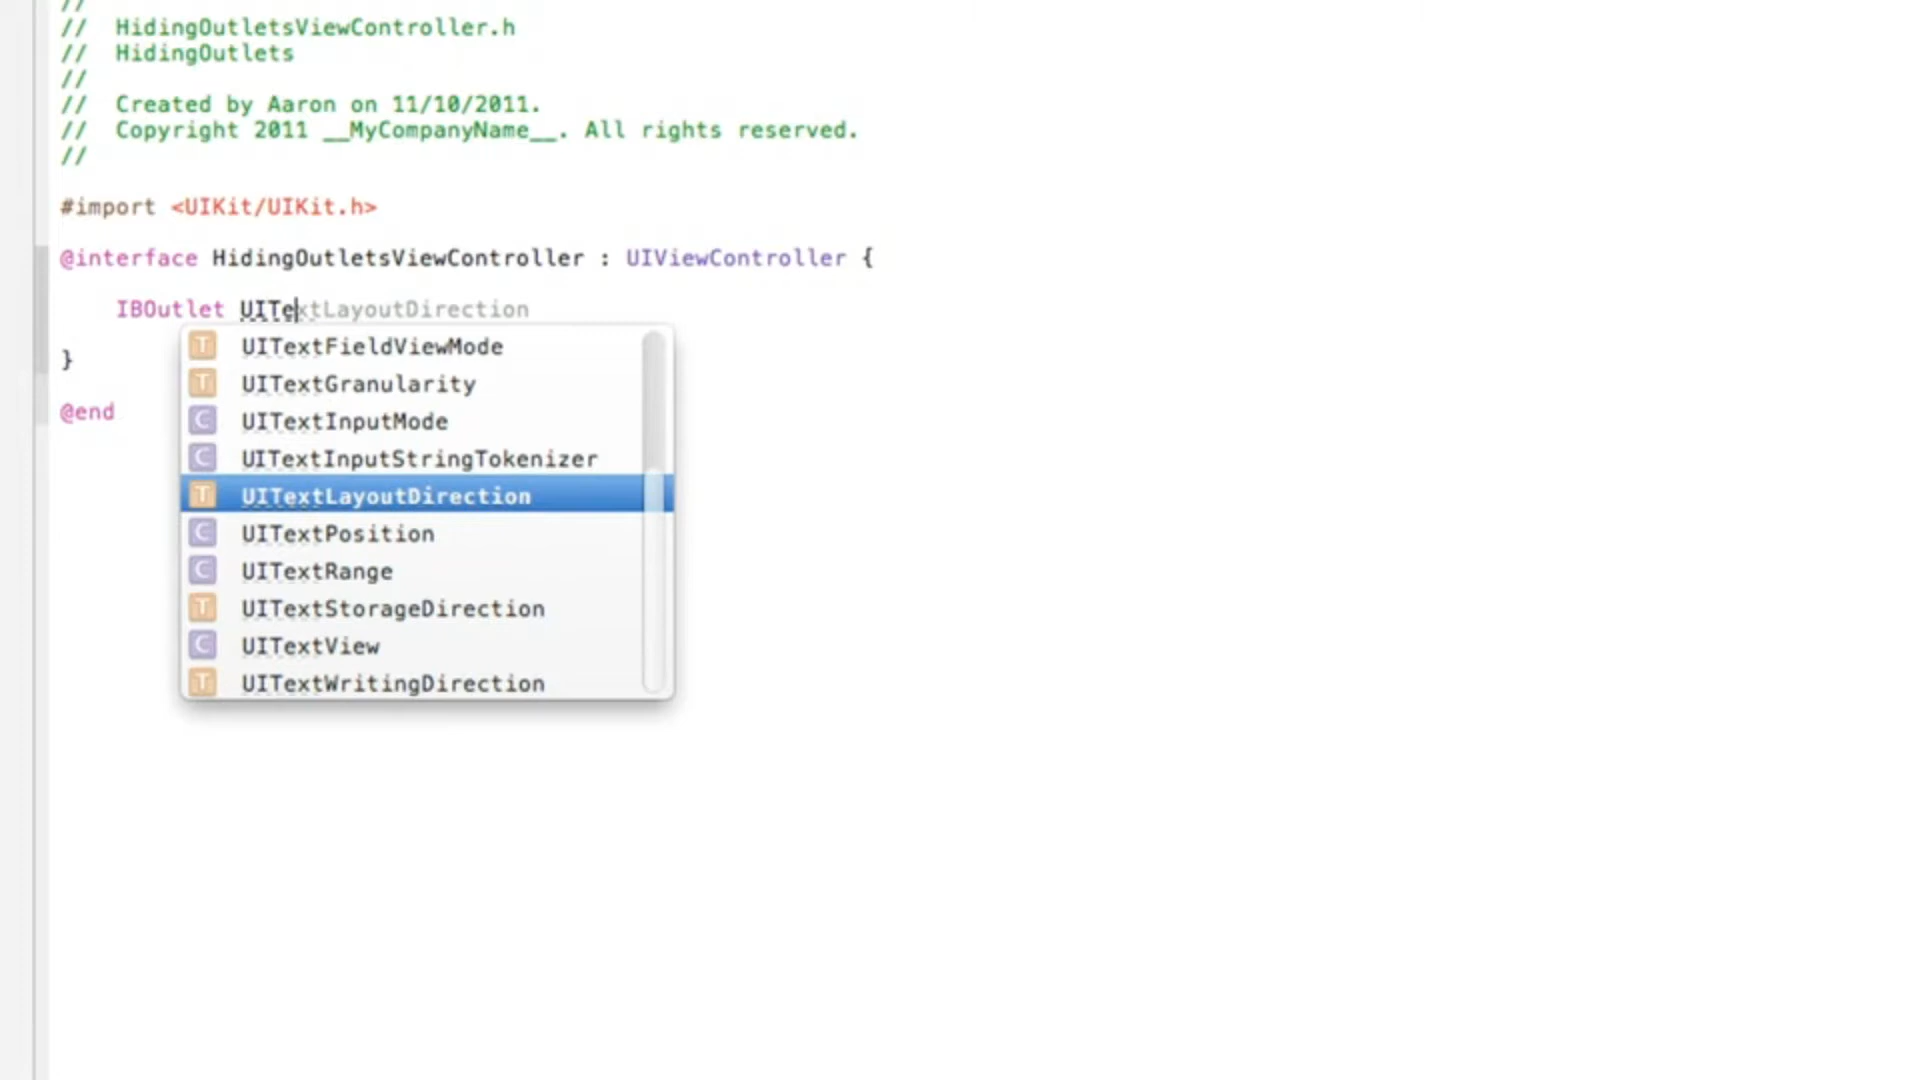 //
// HidingOutletsViewController.h
// HidingOutlets
//
// Created by Aaron on 11/10/2011.
// Copyright 2011 __MyCompanyName__. All rights reserved.
//
#import <UIKit/UIKit.h>
@interface HidingOutletsViewController : UIViewController {
IBOutlet UITextLayoutDirection
T UITextFieldViewMode
T UITextGranularity
C UITextInputMode
C UITextInputStringTokenizer
T UITextLayoutDirection
C UITextPosition
C UITextRange
T UITextStorageDirection
C UITextView
T UITextWritingDirection
}
@end